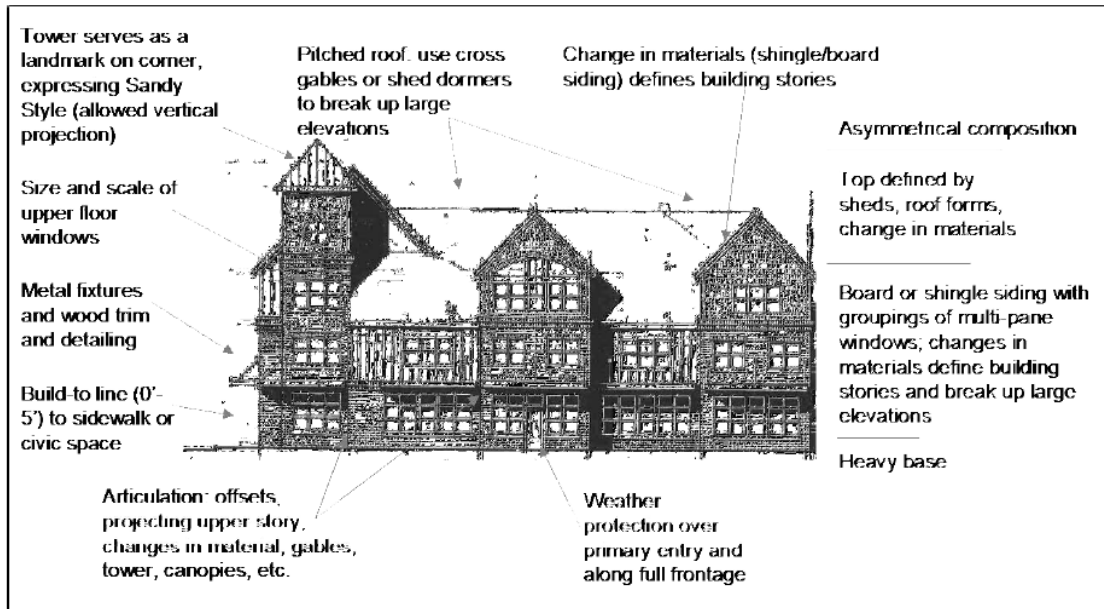 Tower serves as a
landmark on corner,
expressing Sandy
Style (allowed vertical
projection)
Size and scale of
upper floor
windows
Metal fixtures
and wood trim
and detailing
Build-to line (0'-
5') to sidewalk or
civic space
Pitched roof: use cross
gables or shed dormers
to break up large
elevations
Change in materials (shingle/board
siding) defines building stories
Asymmetrical composition
Top defined by
sheds, roof forms,
change in materials
Board or shingle siding with
groupings of multi-pane
windows; changes in
materials define building
stories and break up large
elevations
Heavy base
Articulation: offsets,
projecting upper story,
changes in material, gables,
tower, canopies, etc.
Weather
protection over
primary entry and
along full frontage